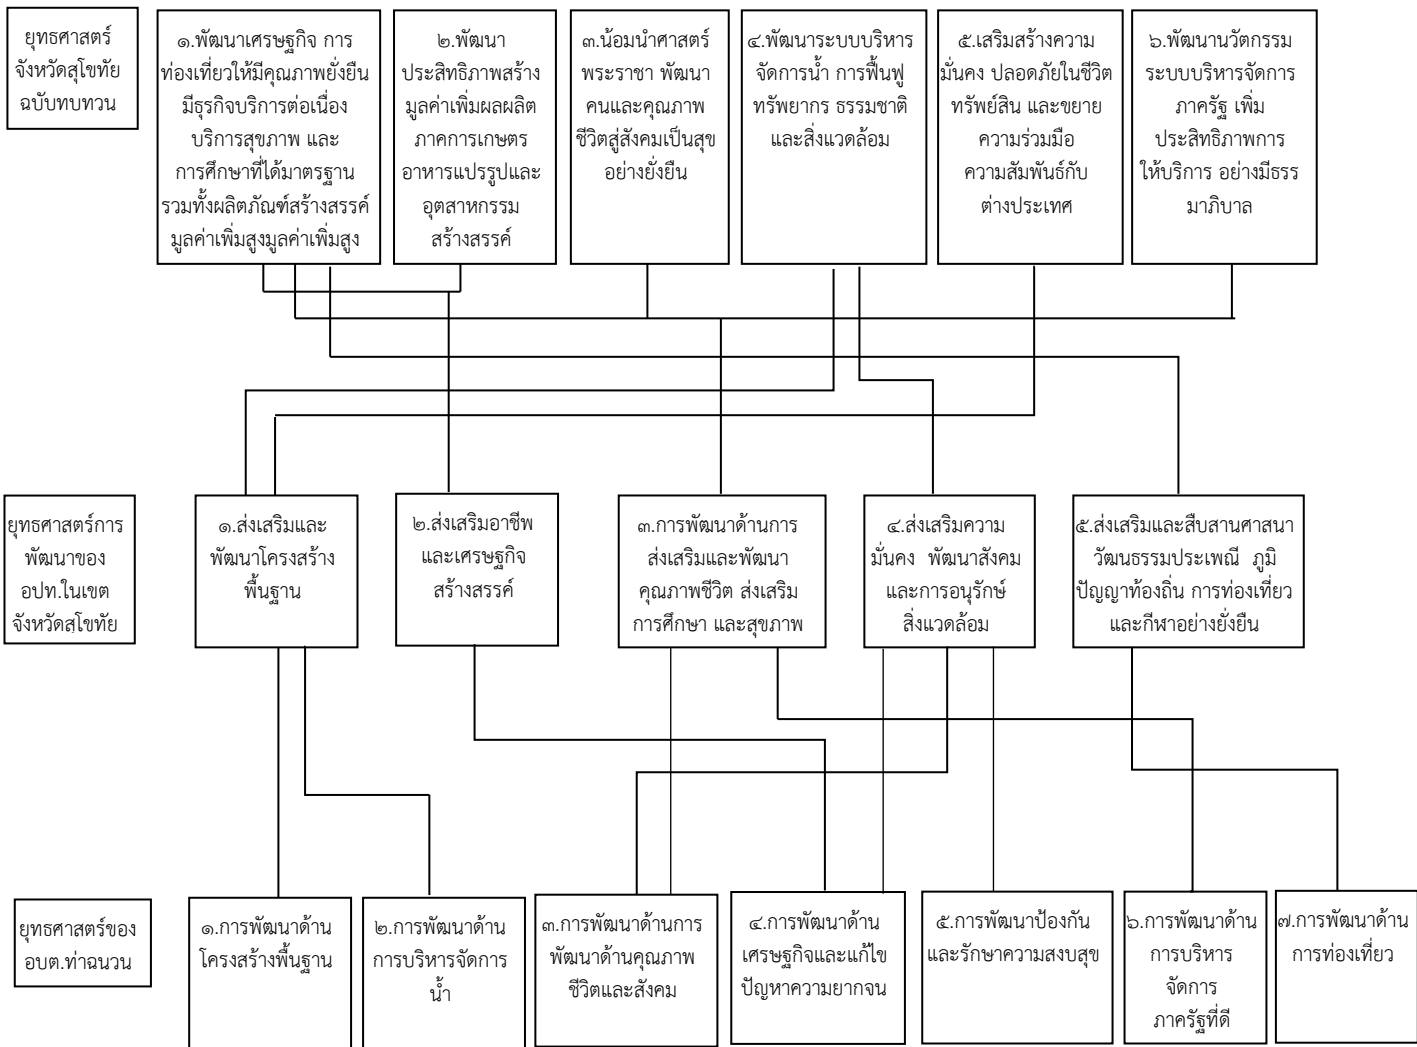 ยุทธศาสตร์
จังหวัดสุโขทัย
ฉบับทบทวน
๑.พัฒนาเศรษฐกิจ การ
ท่องเที่ยวให้มีคุณภาพยั่งยืน
มีธุรกิจบริการต่อเนื่อง
บริการสุขภาพ และ
การศึกษาที่ได้มาตรฐาน
รวมทั้งผลิตภัณฑ์สร้างสรรค์
มูลค่าเพิ่มสูงมูลค่าเพิ่มสูง
๒.พัฒนา
ประสิทธิภาพสร้าง
มูลค่าเพิ่มผลผลิต
ภาคการเกษตร
อาหารแปรรูปและ
อุตสาหกรรม
สร้างสรรค์
๓.น้อมนำศาสตร์
พระราชา พัฒนา
คนและคุณภาพ
ชีวิตสู่สังคมเป็นสุข
อย่างยั่งยืน
๔.พัฒนาระบบบริหาร
จัดการน้ำ การฟื้นฟู
ทรัพยากร ธรรมชาติ
และสิ่งแวดล้อม
๕.เสริมสร้างความ
มั่นคง ปลอดภัยในชีวิต
ทรัพย์สิน และขยาย
ความร่วมมือ
ความสัมพันธ์กับ
ต่างประเทศ
๖.พัฒนานวัตกรรม
ระบบบริหารจัดการ
ภาครัฐ เพิ่ม
ประสิทธิภาพการ
ให้บริการ อย่างมีธรร
มาภิบาล
ยุทธศาสตร์การ
พัฒนาของ
อปท.ในเขต
จังหวัดสุโขทัย
๑.ส่งเสริมและ
พัฒนาโครงสร้าง
พื้นฐาน
๒.ส่งเสริมอาชีพ
และเศรษฐกิจ
สร้างสรรค์
๓.การพัฒนาด้านการ
ส่งเสริมและพัฒนา
คุณภาพชีวิต ส่งเสริม
การศึกษา และสุขภาพ
๔.ส่งเสริมความ
มั่นคง พัฒนาสังคม
และการอนุรักษ์
สิ่งแวดล้อม
๕.ส่งเสริมและสืบสานศาสนา
วัฒนธรรมประเพณี ภูมิ
ปัญญาท้องถิ่น การท่องเที่ยว
และกีฬาอย่างยั่งยืน
ยุทธศาสตร์ของ
อบต.ท่าฉนวน
๑.การพัฒนาด้าน
โครงสร้างพื้นฐาน
๒.การพัฒนาด้าน
การบริหารจัดการ
น้ำ
๓.การพัฒนาด้านการ
พัฒนาด้านคุณภาพ
ชีวิตและสังคม
๔.การพัฒนาด้าน
เศรษฐกิจและแก้ไข
ปัญหาความยากจน
๕.การพัฒนาป้องกัน
และรักษาความสงบสุข
๖.การพัฒนาด้าน
การบริหาร
จัดการ
ภาครัฐที่ดี
๗.การพัฒนาด้าน
การท่องเที่ยว